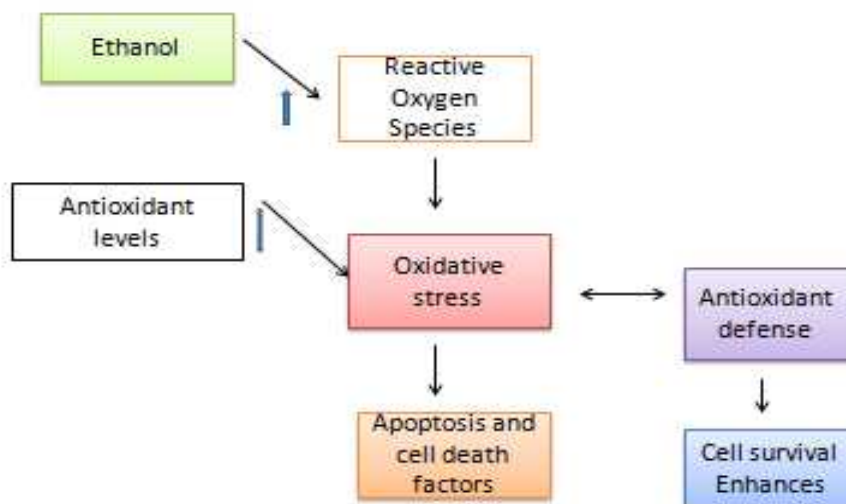 Ethanol
Reactive
Oxygen
Species
Antioxidant
levels
Oxidative
stress
Antioxidant
defense
Apoptosis and
cell death
factors
Cell survival
Enhances